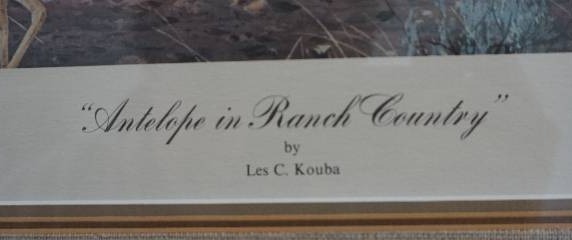 "Antelope in Ranch Country"
by
Les C. Kouba